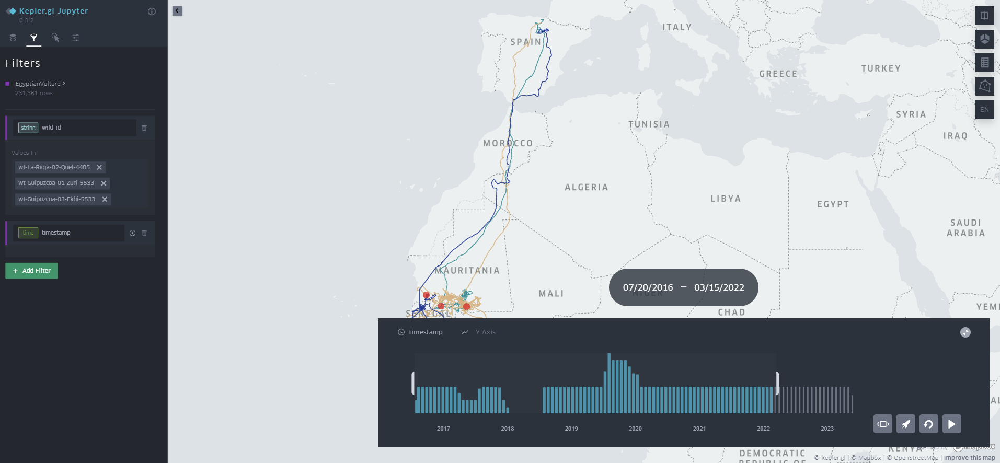 Kepler.gl Jupyter
0.3.2
Filters
EgyptianVulture
231,381 rows
string wild_id
Values In
wt-La-Rioja-02-Quel-4405
wt-Guipuzcoa-01-Zuri-5533
wt-Guipuzcoa-03-Ekhi-5533
time timestamp
+ Add Filter
EN
ITALY
SPAIN
GREECE
TURKEY
SYRIA
TUNISIA
IRAQ
MOROCCO
ALGERIA
LIBYA
EGYPT
SAUDI
ARABIA
MAURITANIA
MALI
NIGER
07/20/2016 – 03/15/2022
CHAD
YEM
SENEGAL
timestamp
Y Axis
2017
2018
2019
2020
2021
2022
2023
AL
KENYA
DEMOCRATIC
REPUBLIC OF
Basemap by: mapbox
© kepler.gl | © Mapbox | © OpenStreetMap | Improve this map